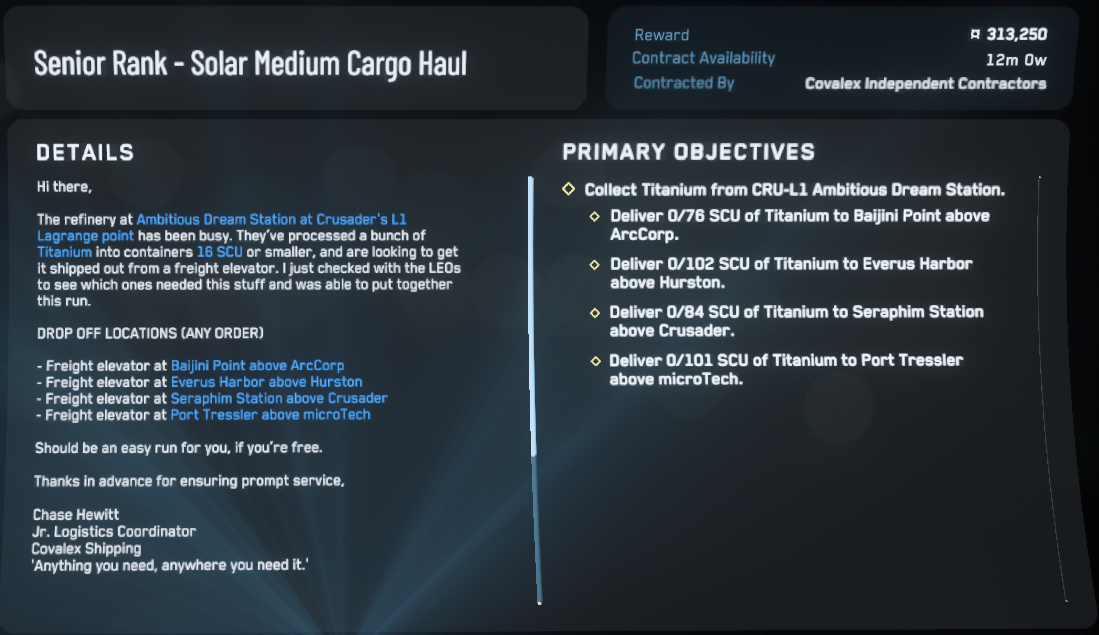 Senior Rank - Solar Medium Cargo Haul
Reward ¤ 313,250
Contract Availability 12m 0w
Contracted By Covalex Independent Contractors
DETAILS
Hi there,
The refinery at Ambitious Dream Station at Crusader's L1
Lagrange point has been busy. They've processed a bunch of
Titanium into containers 16 SCU or smaller, and are looking to get
it shipped out from a freight elevator. I just checked with the LEOs
to see which ones needed this stuff and was able to put together
this run.
DROP OFF LOCATIONS (ANY ORDER)
- Freight elevator at Baijini Point above ArcCorp
- Freight elevator at Everus Harbor above Hurston
- Freight elevator at Seraphim Station above Crusader
- Freight elevator at Port Tressler above microTech
Should be an easy run for you, if you're free.
Thanks in advance for ensuring prompt service,
Chase Hewitt
Jr. Logistics Coordinator
Covalex Shipping
'Anything you need, anywhere you need it.'
PRIMARY OBJECTIVES
Collect Titanium from CRU-L1 Ambitious Dream Station.
Deliver 0/76 SCU of Titanium to Baijini Point above
ArcCorp.
Deliver 0/102 SCU of Titanium to Everus Harbor
above Hurston.
Deliver 0/84 SCU of Titanium to Seraphim Station
above Crusader.
Deliver 0/101 SCU of Titanium to Port Tressler
above microTech.